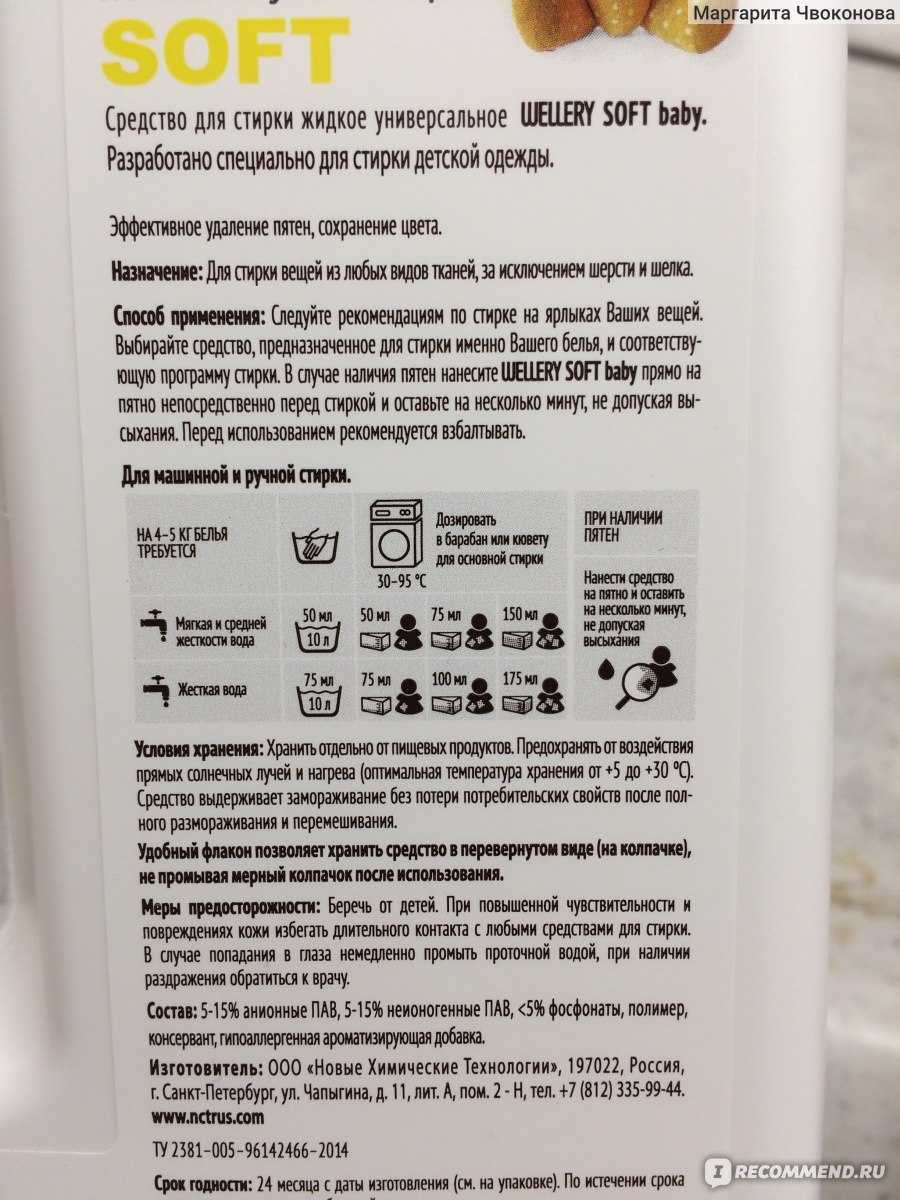 Маргарита Чвоконова
SOFT
Средство для стирки жидкое универсальное WELLERY SOFT baby.
Разработано специально для стирки детской одежды.
Эффективное удаление пятен, сохранение цвета.
Назначение: Для стирки вещей из любых видов тканей, за исключением шерсти и шелка.
Способ применения: Следуйте рекомендациям по стирке на ярлыках Ваших вещей.
Выбирайте средство, предназначенное для стирки именно Вашего белья, и соответству-
ющую программу стирки. В случае наличия пятен нанесите WELLERY SOFT baby прямо на
пятно непосредственно перед стиркой и оставьте на несколько минут, не допуская вы-
сыхания. Перед использованием рекомендуется взбалтывать.
Для машинной и ручной стирки.
НА 4–5 КГ БЕЛЬЯ
ТРЕБУЕТСЯ
30–95 °C
Дозировать
в барабан или кювету
для основной стирки
ПРИ НАЛИЧИИ
ПЯТЕН
Нанести средство
на пятно и оставить
на несколько минут,
не допуская
высыхания
Мягкая и средней
жесткости вода
50 мл
10 л
50 мл
75 мл
150 мл
Жесткая вода
75 мл
10 л
75 мл
100 мл
175 мл
Условия хранения: Хранить отдельно от пищевых продуктов. Предохранять от воздействия
прямых солнечных лучей и нагрева (оптимальная температура хранения от +5 до +30 °C).
Средство выдерживает замораживание без потери потребительских свойств после пол-
ного размораживания и перемешивания.
Удобный флакон позволяет хранить средство в перевернутом виде (на колпачке),
не промывая мерный колпачок после использования.
Меры предосторожности: Беречь от детей. При повышенной чувствительности и
повреждениях кожи избегать длительного контакта с любыми средствами для стирки.
В случае попадания в глаза немедленно промыть проточной водой, при наличии
раздражения обратиться к врачу.
Состав: 5-15% анионные ПАВ, 5-15% неионогенные ПАВ, <5% фосфонаты, полимер,
консервант, гипоаллергенная ароматизирующая добавка.
Изготовитель: ООО «Новые Химические Технологии», 197022, Россия,
г. Санкт-Петербург, ул. Чапыгина, д. 11, лит. А, пом. 2 - Н, тел. +7 (812) 335-99-44.
www.nctrus.com
ТУ 2381–005–96142466–2014
Срок годности: 24 месяца с даты изготовления (см. на упаковке). По истечении срока
I RECOMMEND.RU